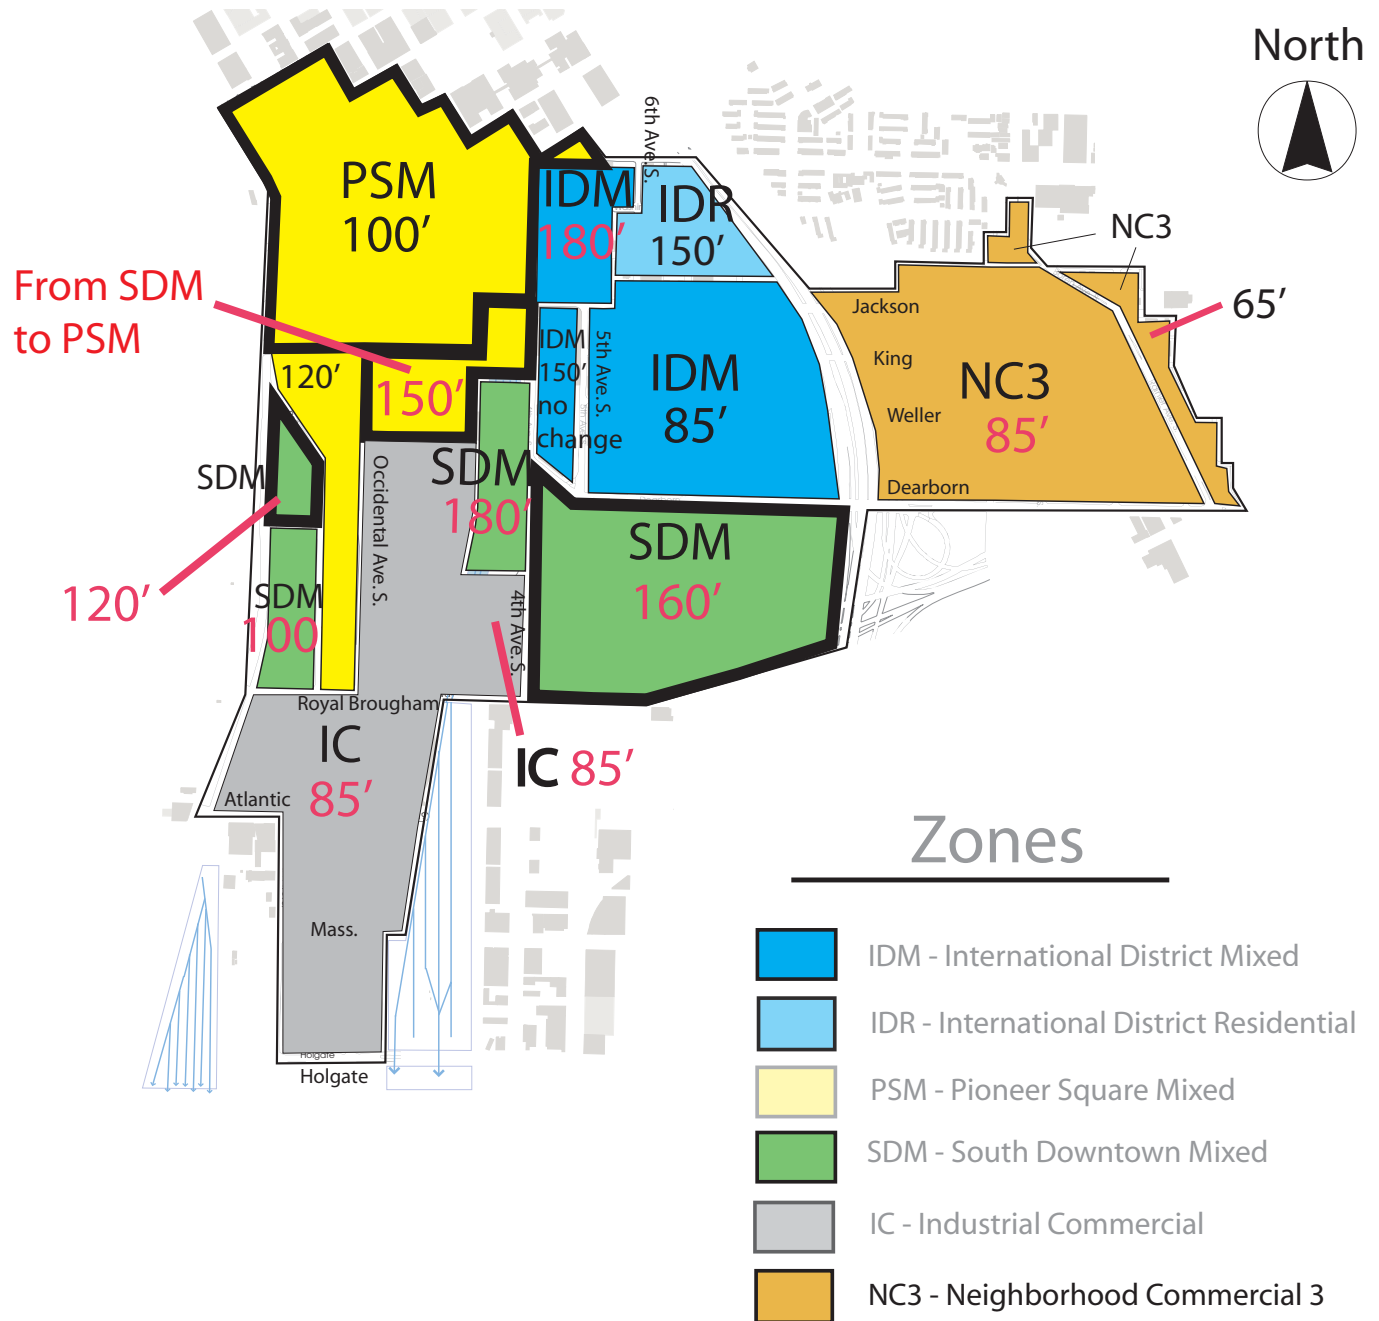 North
6th Ave. S.
PSM
100’
IDM
180’
IDR
150’
NC3
From SDM
to PSM
65’
Jackson
King
Weller
Dearborn
NC3
85’
120’
150’
IDM
150’
no
change
5th Ave. S.
IDM
85’
SDM
120’
Occidental Ave. S.
SDM
180’
SDM
160’
SDM
100
4th Ave. S.
Royal Brougham
IC
85’
IC 85’
Atlantic
Mass.
Holgate
Holgate
Zones
IDM - International District Mixed
IDR - International District Residential
PSM - Pioneer Square Mixed
SDM - South Downtown Mixed
IC - Industrial Commercial
NC3 - Neighborhood Commercial 3